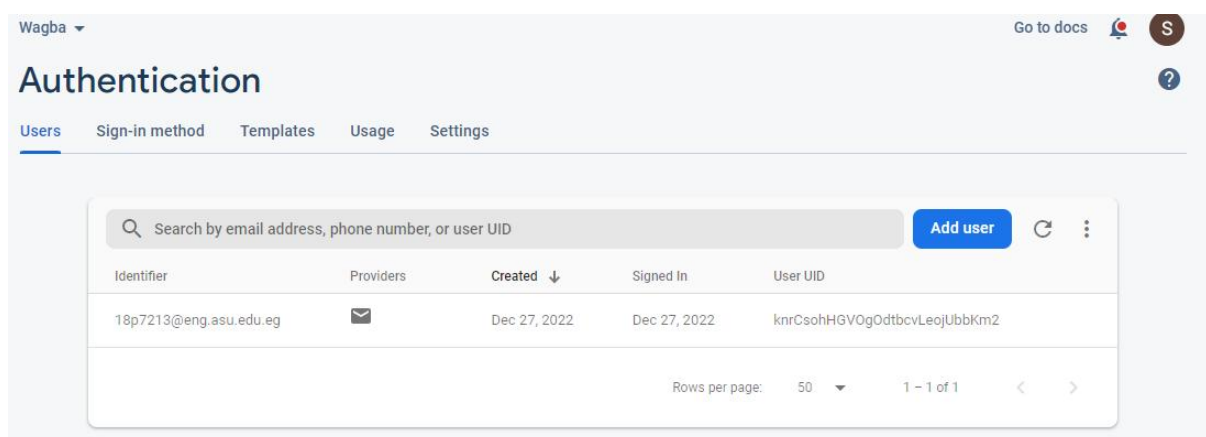 Wagba Go to docs S
Authentication ?
Users Sign-in method Templates Usage Settings
Search by email address, phone number, or user UID Add user
Identifier Providers Created Signed In User UID
18p7213@eng.asu.edu.eg Dec 27, 2022 Dec 27, 2022 knrCsohHGVOgOdtbcvLeojUbbKm2
Rows per page: 50 1 – 1 of 1